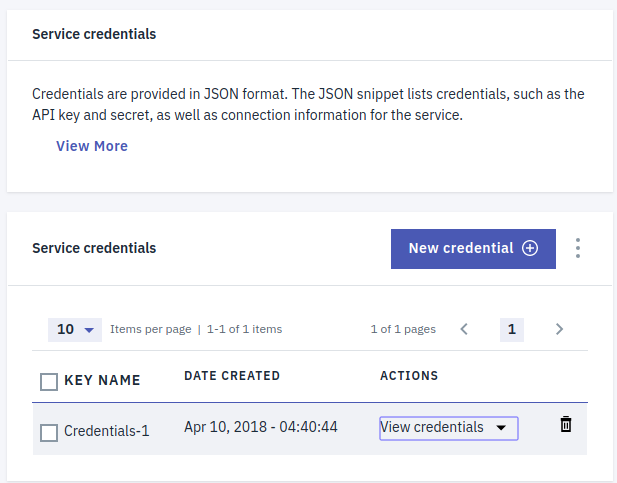 Service credentials
Credentials are provided in JSON format. The JSON snippet lists credentials, such as the
API key and secret, as well as connection information for the service.
View More
Service credentials
New credential
10 Items per page | 1-1 of 1 items 1 of 1 pages 1
KEY NAME DATE CREATED ACTIONS
Credentials-1 Apr 10, 2018 - 04:40:44 View credentials